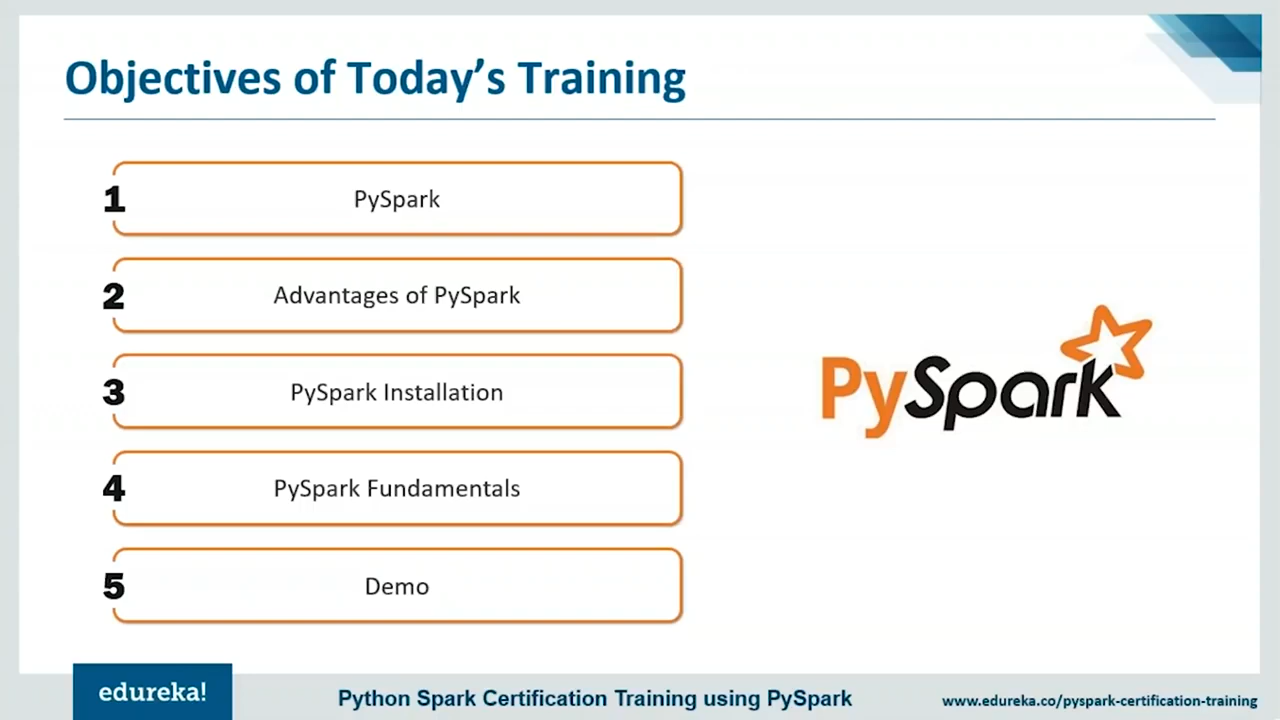 Objectives of Today's Training
1 PySpark
2 Advantages of PySpark
3 PySpark Installation
4 PySpark Fundamentals
5 Demo
PySpark
edureka!
Python Spark Certification Training using PySpark
www.edureka.co/pyspark-certification-training